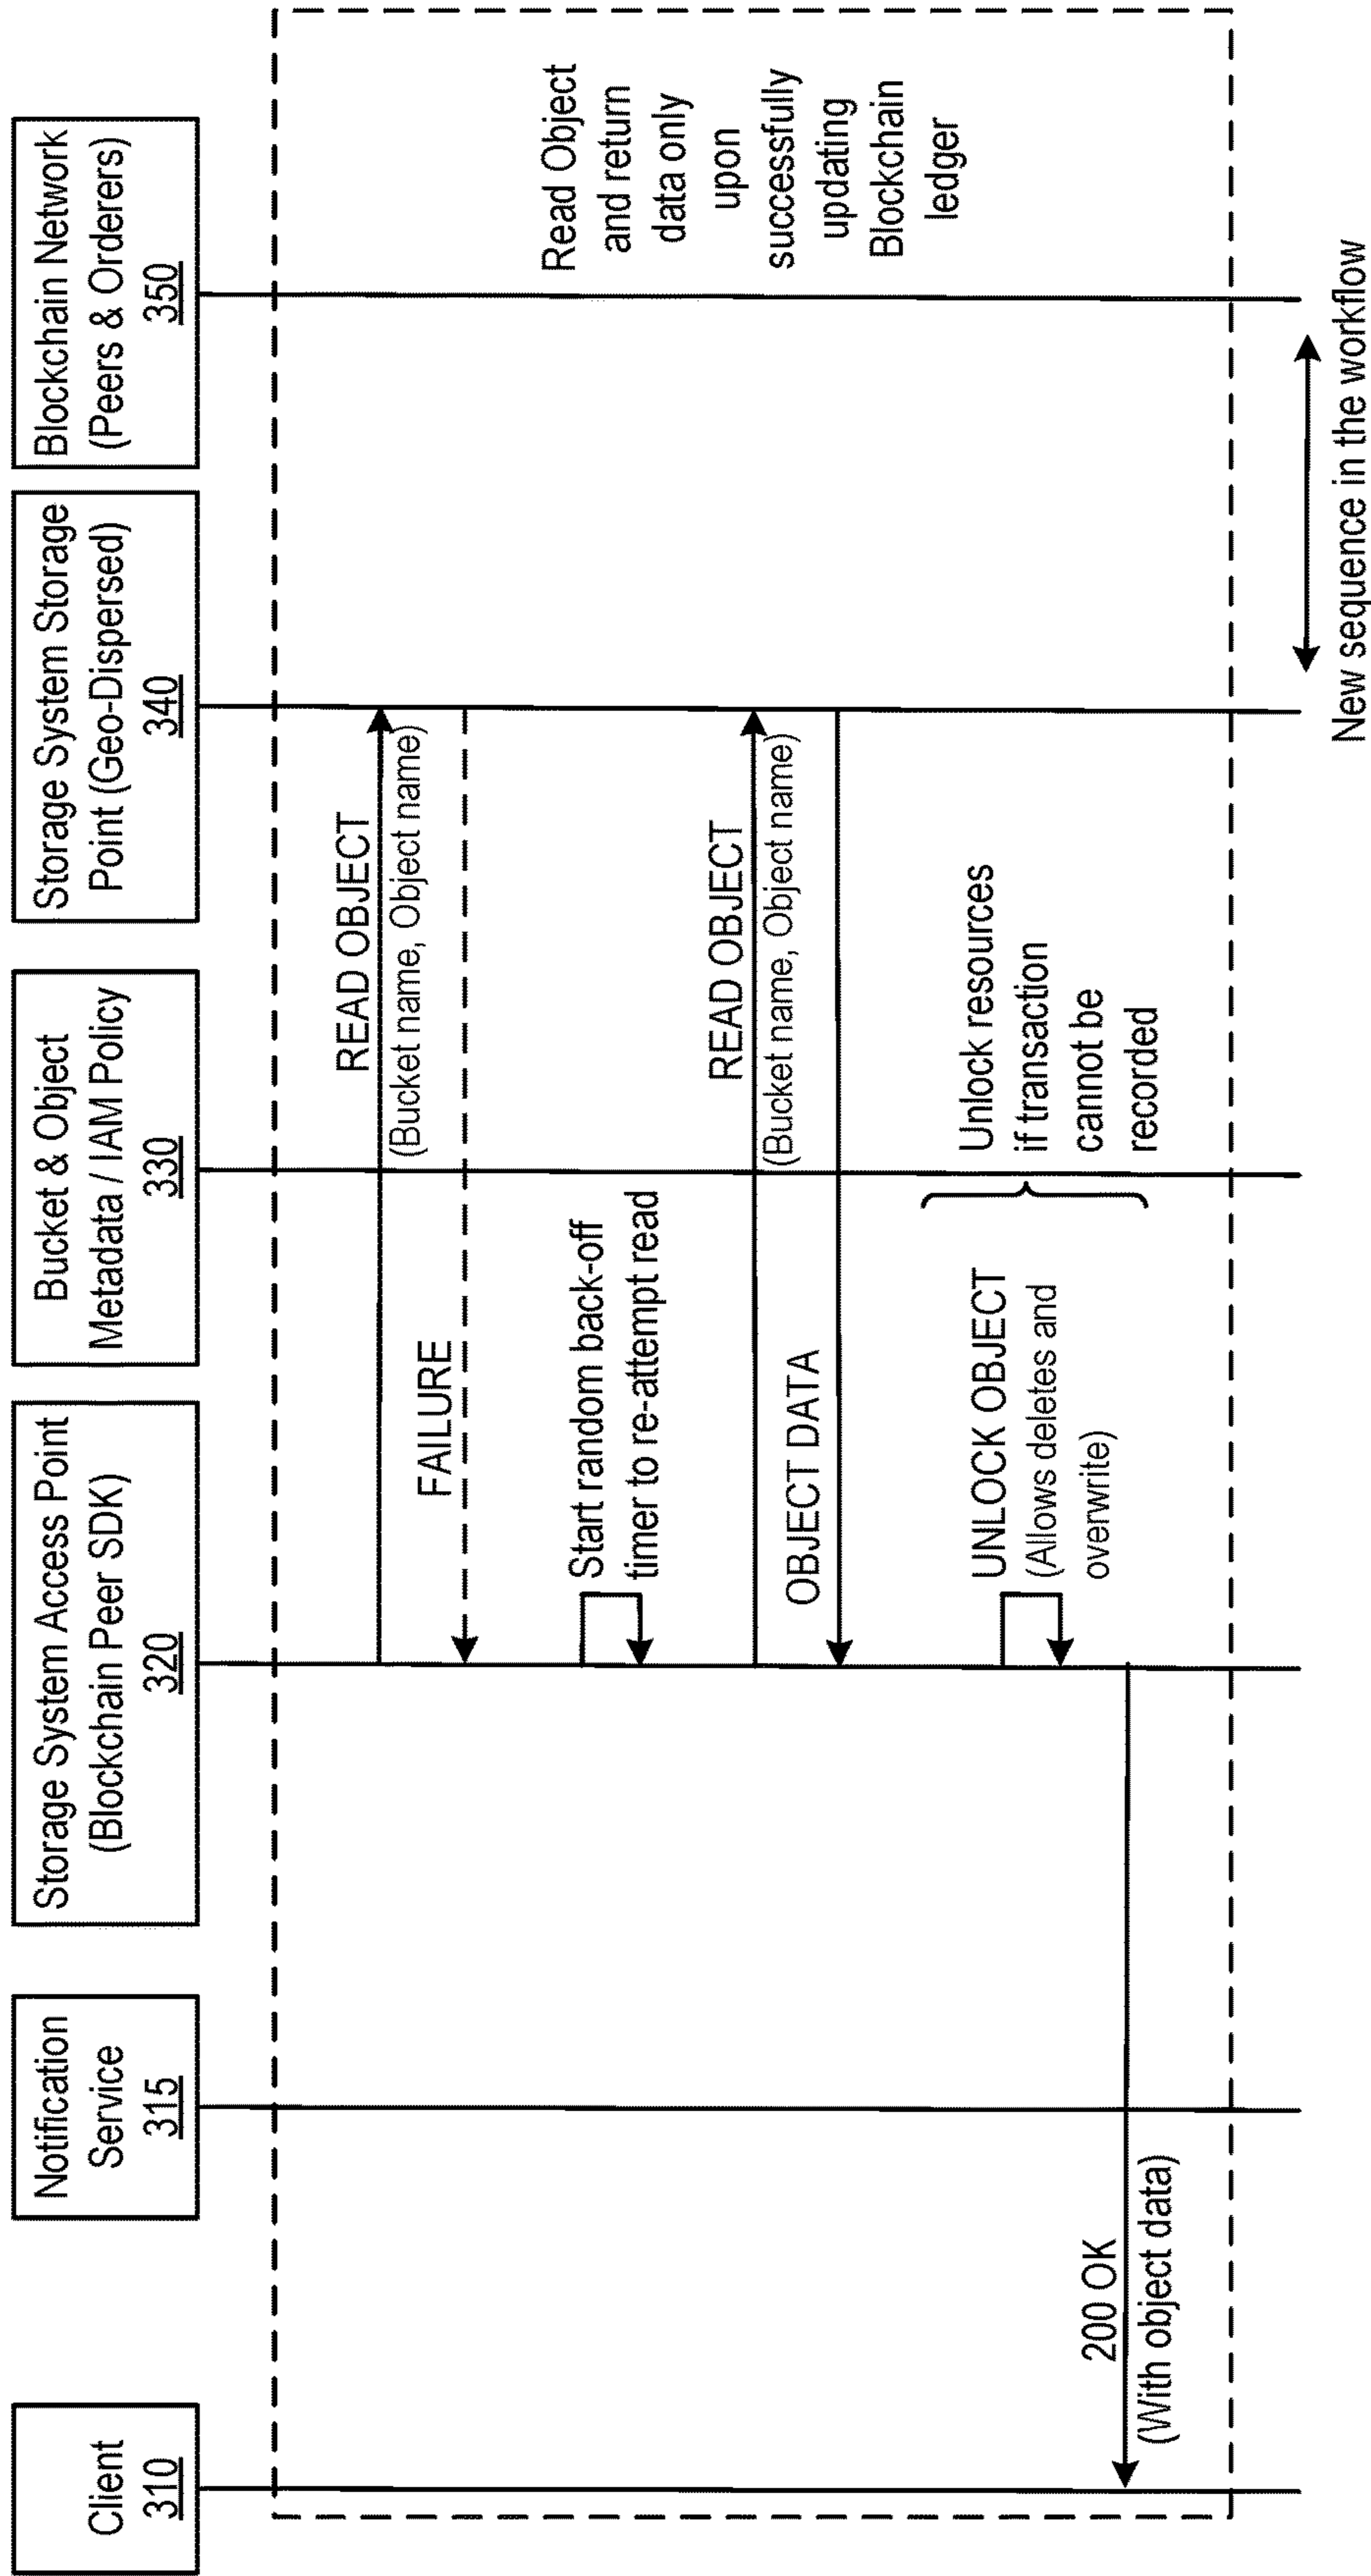 Client
310
Notification
Service
315
Storage System Access Point
(Blockchain Peer SDK)
320
Bucket & Object
Metadata / IAM Policy
330
Storage System Storage
Point (Geo-Dispersed)
340
Blockchain Network
(Peers & Orderers)
350
READ OBJECT
(Bucket name, Object name)
FAILURE
Start random back-off
timer to re-attempt read
READ OBJECT
(Bucket name, Object name)
OBJECT DATA
UNLOCK OBJECT
(Allows deletes and
overwrite)
Unlock resources
if transaction
cannot be
recorded
200 OK
(With object data)
Read Object
and return
data only
upon
successfully
updating
Blockchain
ledger
New sequence in the workflow